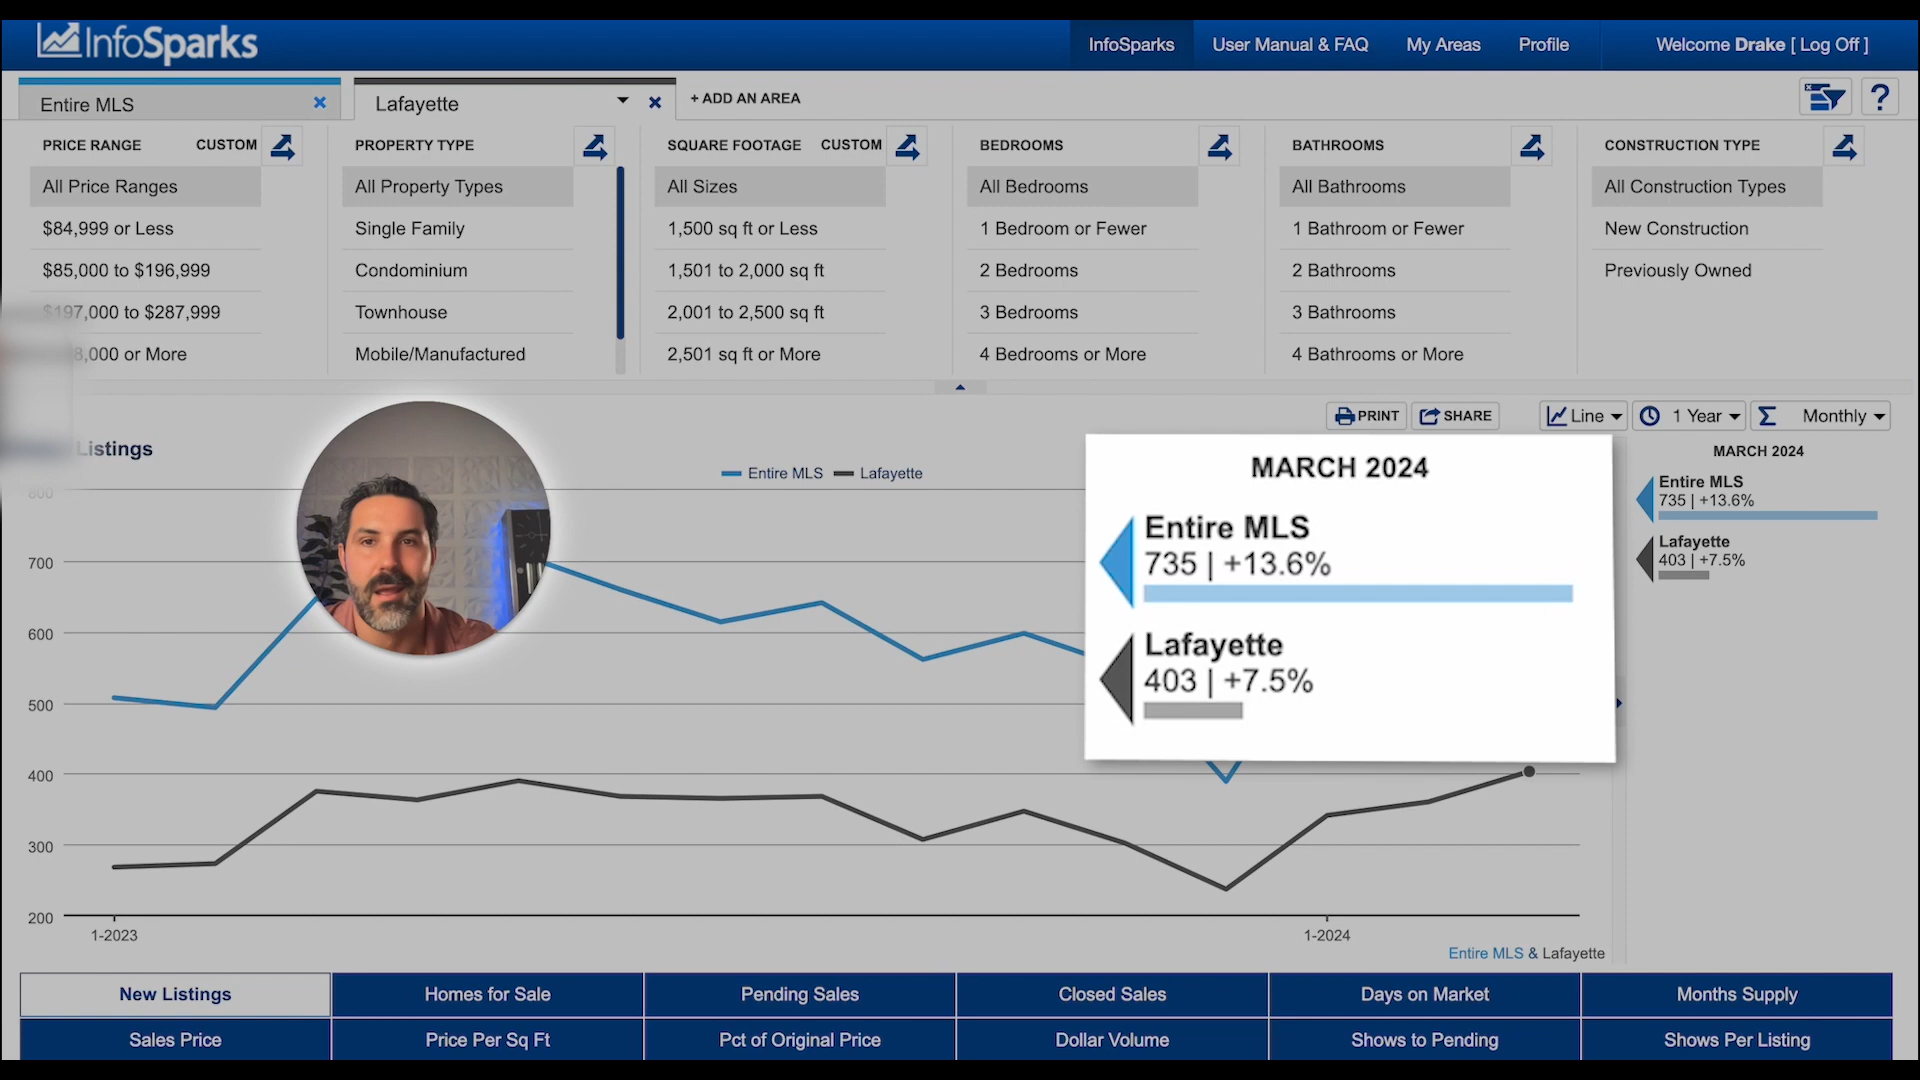 InfoSparks
InfoSparks
User Manual & FAQ
My Areas
Profile
Welcome Drake [ Log Off ]
Entire MLS
Lafayette
+ ADD AN AREA
?
PRICE RANGE
CUSTOM
All Price Ranges
$84,999 or Less
$85,000 to $196,999
$197,000 to $287,999
8,000 or More
PROPERTY TYPE
All Property Types
Single Family
Condominium
Townhouse
Mobile/Manufactured
SQUARE FOOTAGE
CUSTOM
All Sizes
1,500 sq ft or Less
1,501 to 2,000 sq ft
2,001 to 2,500 sq ft
2,501 sq ft or More
BEDROOMS
All Bedrooms
1 Bedroom or Fewer
2 Bedrooms
3 Bedrooms
4 Bedrooms or More
BATHROOMS
All Bathrooms
1 Bathroom or Fewer
2 Bathrooms
3 Bathrooms
4 Bathrooms or More
CONSTRUCTION TYPE
All Construction Types
New Construction
Previously Owned
PRINT
SHARE
Line
1 Year
Σ Monthly
Listings
Entire MLS
Lafayette
MARCH 2024
Entire MLS
735 | +13.6%
Lafayette
403 | +7.5%
MARCH 2024
Entire MLS
735 | +13.6%
Lafayette
403 | +7.5%
800
700
600
500
400
300
200
1-2023
1-2024
Entire MLS & Lafayette
New Listings
Homes for Sale
Pending Sales
Closed Sales
Days on Market
Months Supply
Sales Price
Price Per Sq Ft
Pct of Original Price
Dollar Volume
Shows to Pending
Shows Per Listing